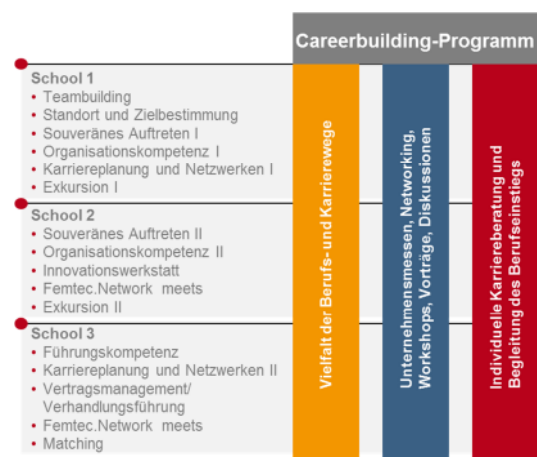 Careerbuilding-Programm
School 1
• Teambuilding
• Standort und Zielbestimmung
• Souveränes Auftreten I
• Organisationskompetenz I
• Karriereplanung und Netzwerken I
• Exkursion I
School 2
• Souveränes Auftreten II
• Organisationskompetenz II
• Innovationswerkstatt
• Femtec.Network meets
• Exkursion II
School 3
• Führungskompetenz
• Karriereplanung und Netzwerken II
• Vertragsmanagement/
Verhandlungsführung
• Femtec.Network meets
• Matching
Vielfalt der Berufs- und Karrierewege
Unternehmensmessen, Networking,
Workshops, Vorträge, Diskussionen
Individuelle Karriereberatung und
Begleitung des Berufseinstiegs